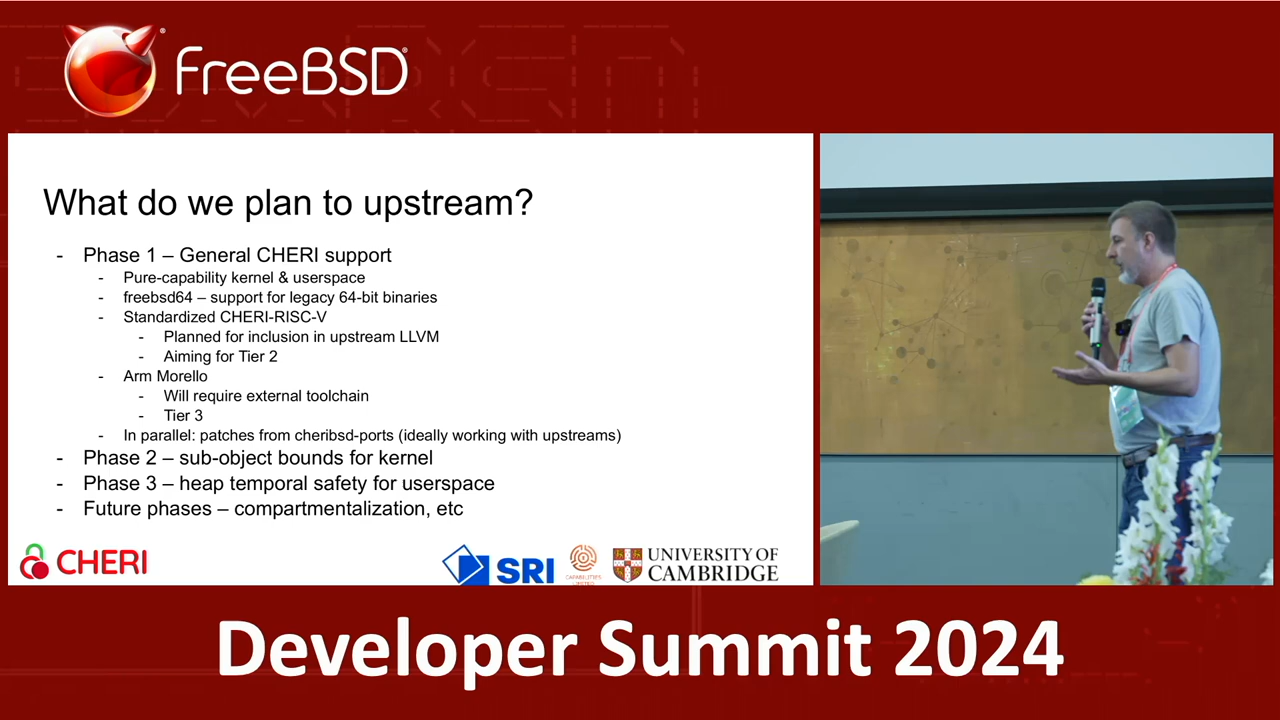 FreeBSD®
What do we plan to upstream?
- Phase 1 – General CHERI support
- Pure-capability kernel & userspace
- freebsd64 – support for legacy 64-bit binaries
- Standardized CHERI-RISC-V
- Planned for inclusion in upstream LLVM
- Aiming for Tier 2
- Arm Morello
- Will require external toolchain
- Tier 3
- In parallel: patches from cheribsd-ports (ideally working with upstreams)
- Phase 2 – sub-object bounds for kernel
- Phase 3 – heap temporal safety for userspace
- Future phases – compartmentalization, etc
CHERI
SRI
CAPABILITIES
LIMITED
UNIVERSITY OF
CAMBRIDGE
Developer Summit 2024